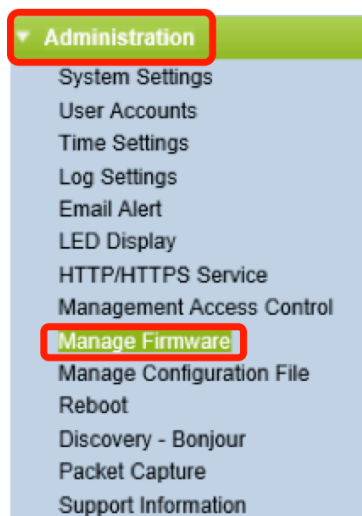 Administration
System Settings
User Accounts
Time Settings
Log Settings
Email Alert
LED Display
HTTP/HTTPS Service
Management Access Control
Manage Firmware
Manage Configuration File
Reboot
Discovery - Bonjour
Packet Capture
Support Information